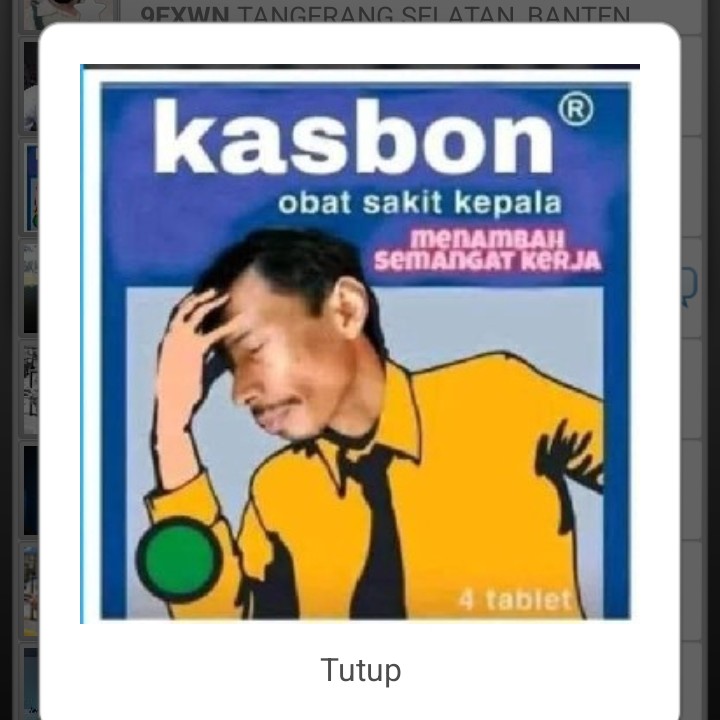 9EXWN TANGERANG SELATAN, BANTEN
kasbon®
obat sakit kepala
menambah
semangat kerja
4 tablet
Tutup